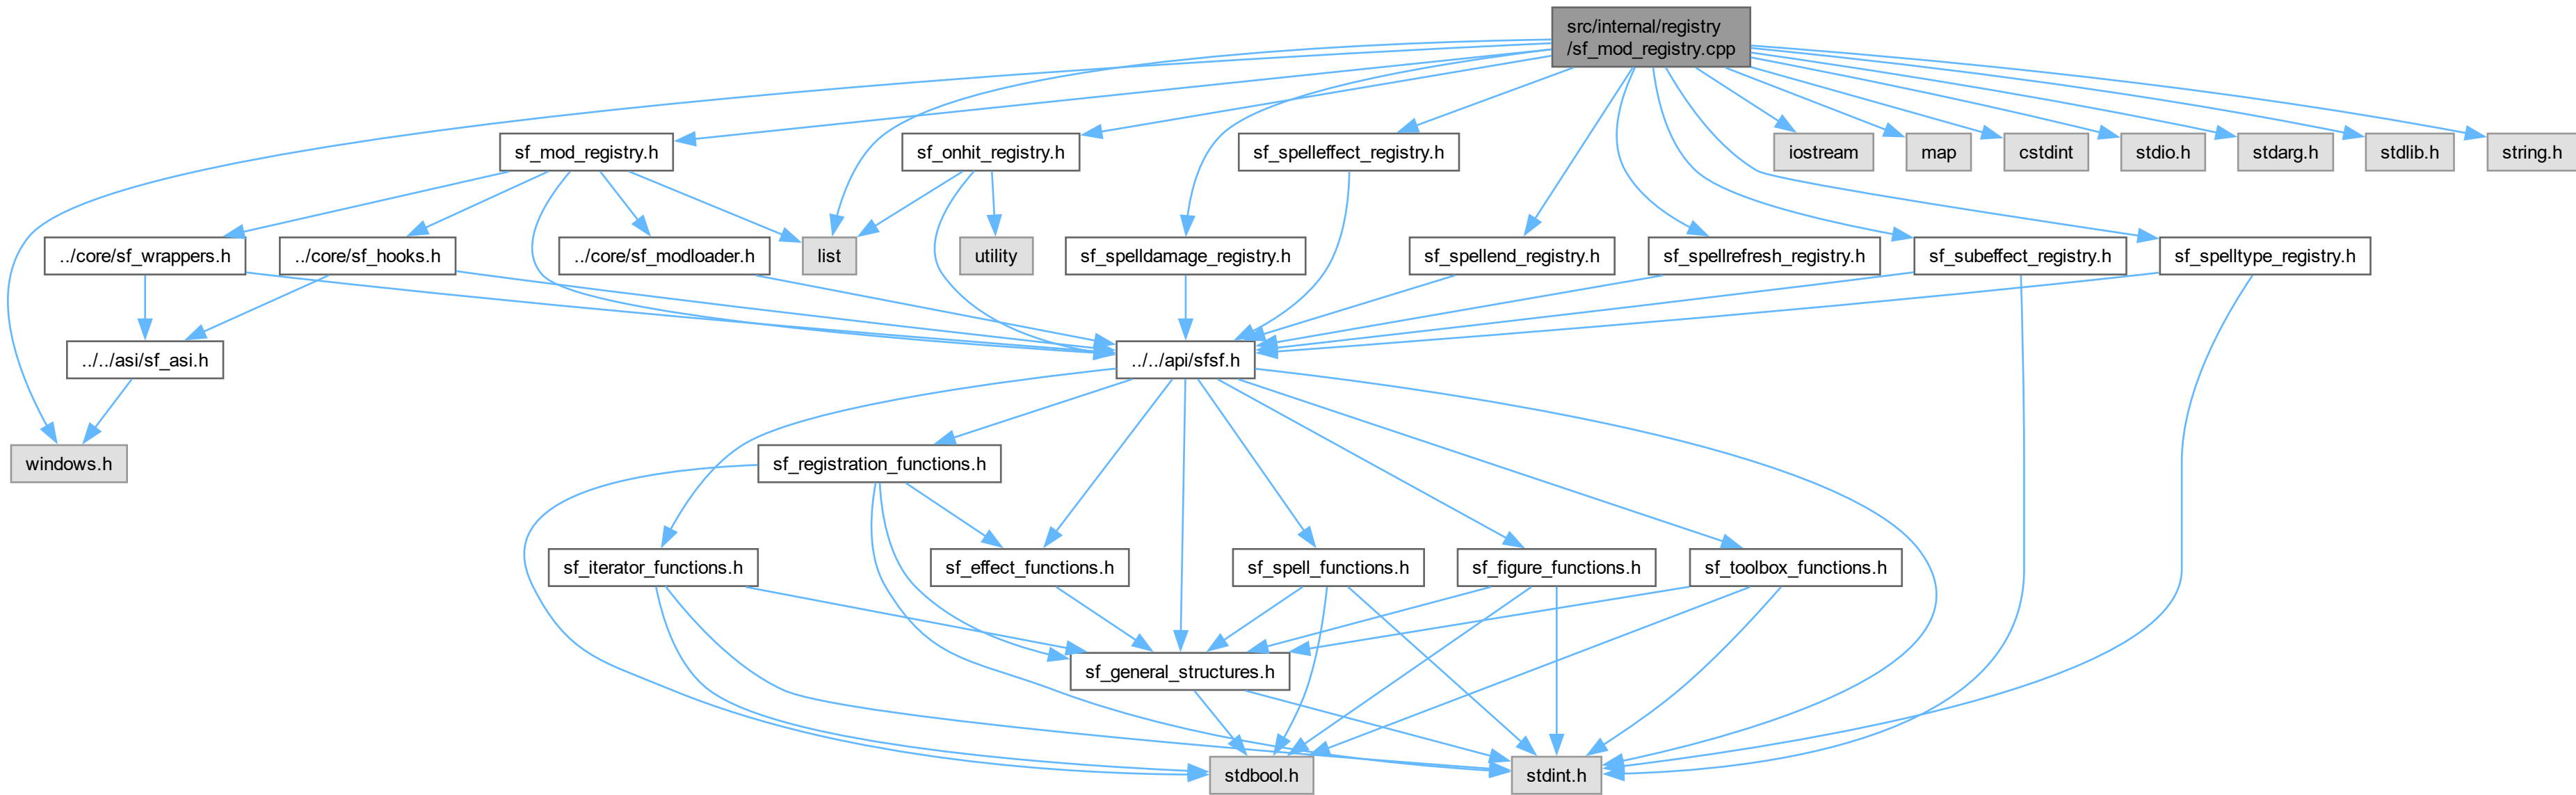 src/internal/registry
/sf_mod_registry.cpp
sf_mod_registry.h
sf_onhit_registry.h
sf_spelleffect_registry.h
iostream
map
cstdint
stdio.h
stdarg.h
stdlib.h
string.h
../core/sf_wrappers.h
../core/sf_hooks.h
../core/sf_modloader.h
list
utility
sf_spelldamage_registry.h
sf_spellend_registry.h
sf_spellrefresh_registry.h
sf_subeffect_registry.h
sf_spelltype_registry.h
../../asi/sf_asi.h
../../api/sfsf.h
windows.h
sf_registration_functions.h
sf_iterator_functions.h
sf_effect_functions.h
sf_spell_functions.h
sf_figure_functions.h
sf_toolbox_functions.h
sf_general_structures.h
stdbool.h
stdint.h